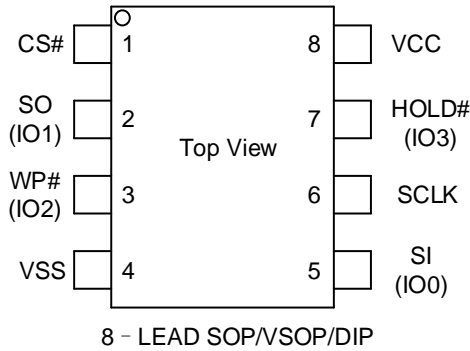 CS# 1 8 VCC
SO
(IO1) 2 7 HOLD#
(IO3)
Top View
WP#
(IO2) 3 6 SCLK
VSS 4 5 SI
(IO0)
8 - LEAD SOP/VSOP/DIP